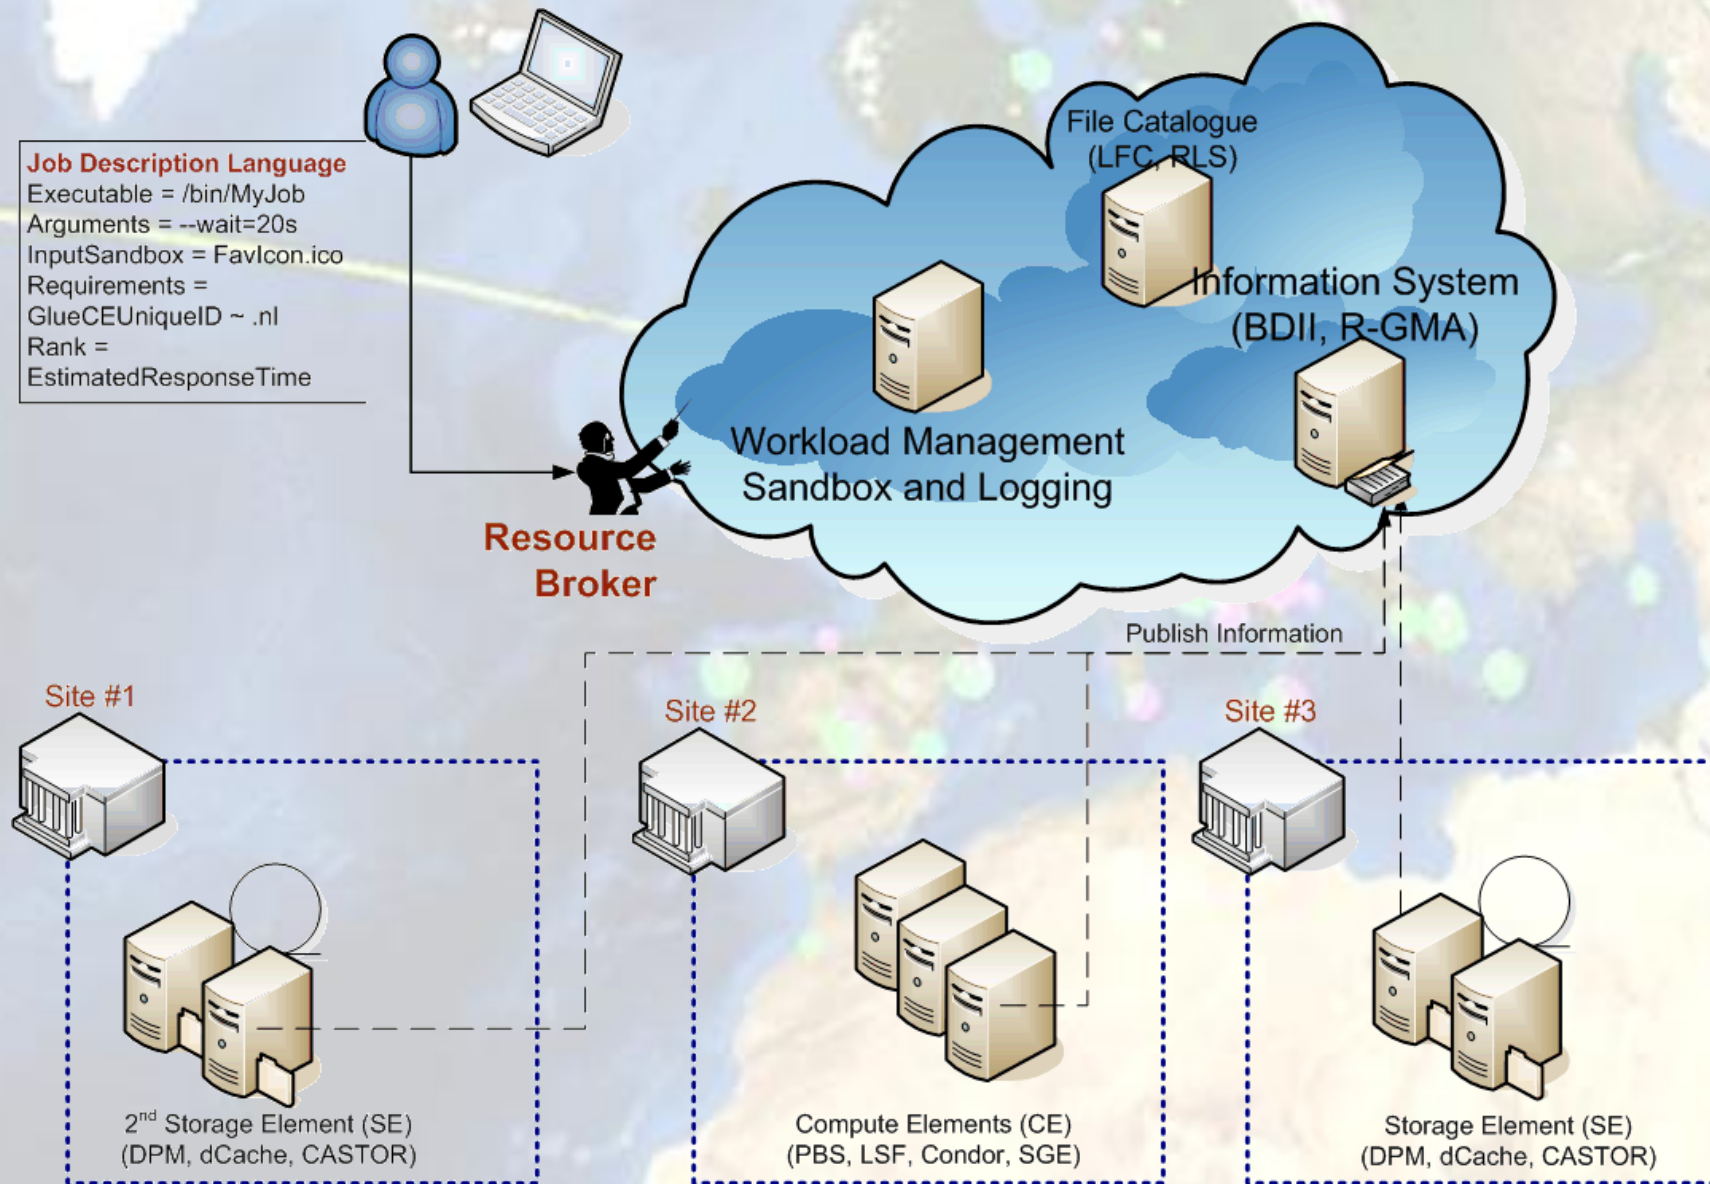 Job Description Language
Executable = /bin/MyJob
Arguments = --wait=20s
InputSandbox = FavIcon.ico
Requirements =
GlueCEUniqueID ~ .nl
Rank =
EstimatedResponseTime
File Catalogue
(LFC, RLS)
Information System
(BDII, R-GMA)
Workload Management
Sandbox and Logging
Resource
Broker
Publish Information
Site #1
Site #2
Site #3
2nd Storage Element (SE)
(DPM, dCache, CASTOR)
Compute Elements (CE)
(PBS, LSF, Condor, SGE)
Storage Element (SE)
(DPM, dCache, CASTOR)